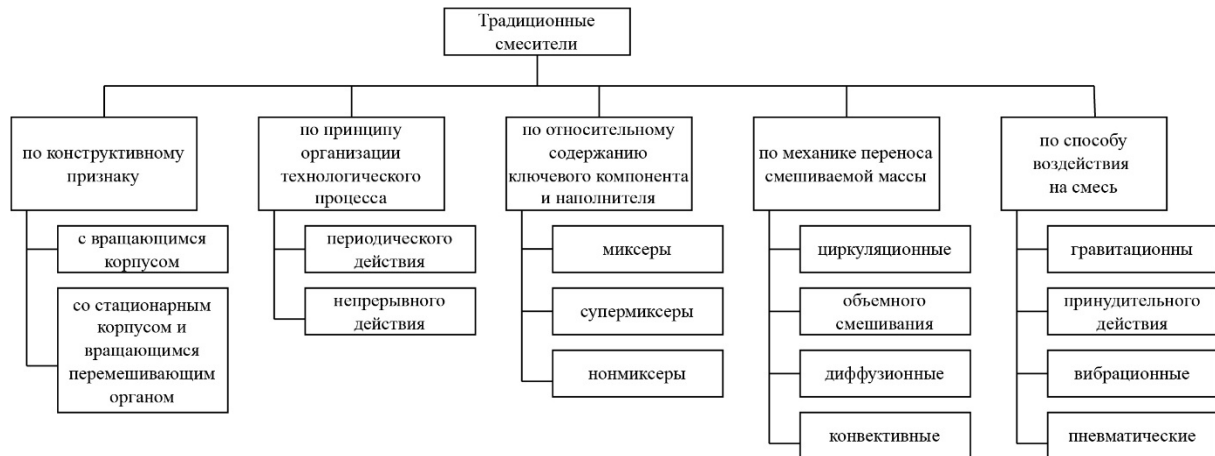 Традиционные
смесители
по конструктивному
признаку
с вращающимся
корпусом
со стационарным
корпусом и
вращающимся
перемешивающим
органом
по принципу
организации
технологического
процесса
периодического
действия
непрерывного
действия
по относительному
содержанию
ключевого компонента
и наполнителя
миксеры
супермиксеры
нонмиксеры
по механике переноса
смешиваемой массы
циркуляционные
объемного
смешивания
диффузионные
конвективные
по способу
воздействия
на смесь
гравитационны
принудительного
действия
вибрационные
пневматические